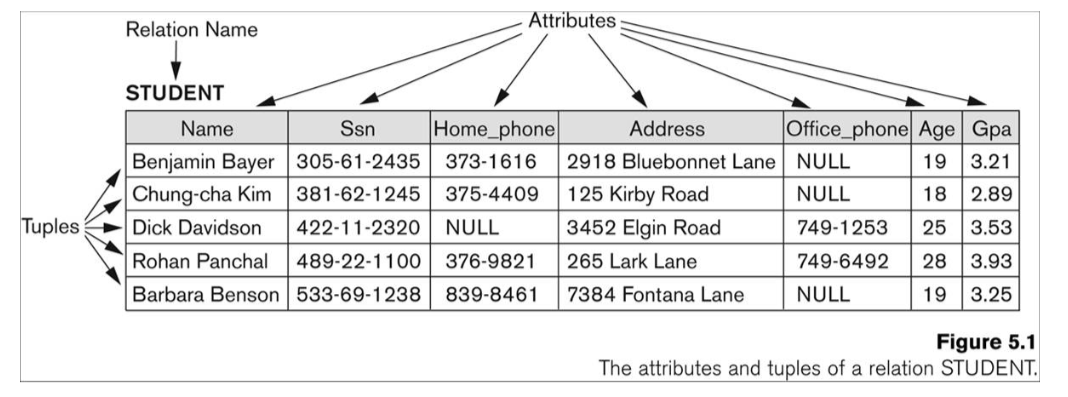 Attributes
Relation Name
STUDENT
Name Ssn Home_phone Address Office_phone Age Gpa
Benjamin Bayer 305-61-2435 373-1616 2918 Bluebonnet Lane NULL 19 3.21
Chung-cha Kim 381-62-1245 375-4409 125 Kirby Road NULL 18 2.89
Tuples Dick Davidson 422-11-2320 NULL 3452 Elgin Road 749-1253 25 3.53
Rohan Panchal 489-22-1100 376-9821 265 Lark Lane 749-6492 28 3.93
Barbara Benson 533-69-1238 839-8461 7384 Fontana Lane NULL 19 3.25
Figure 5.1
The attributes and tuples of a relation STUDENT.